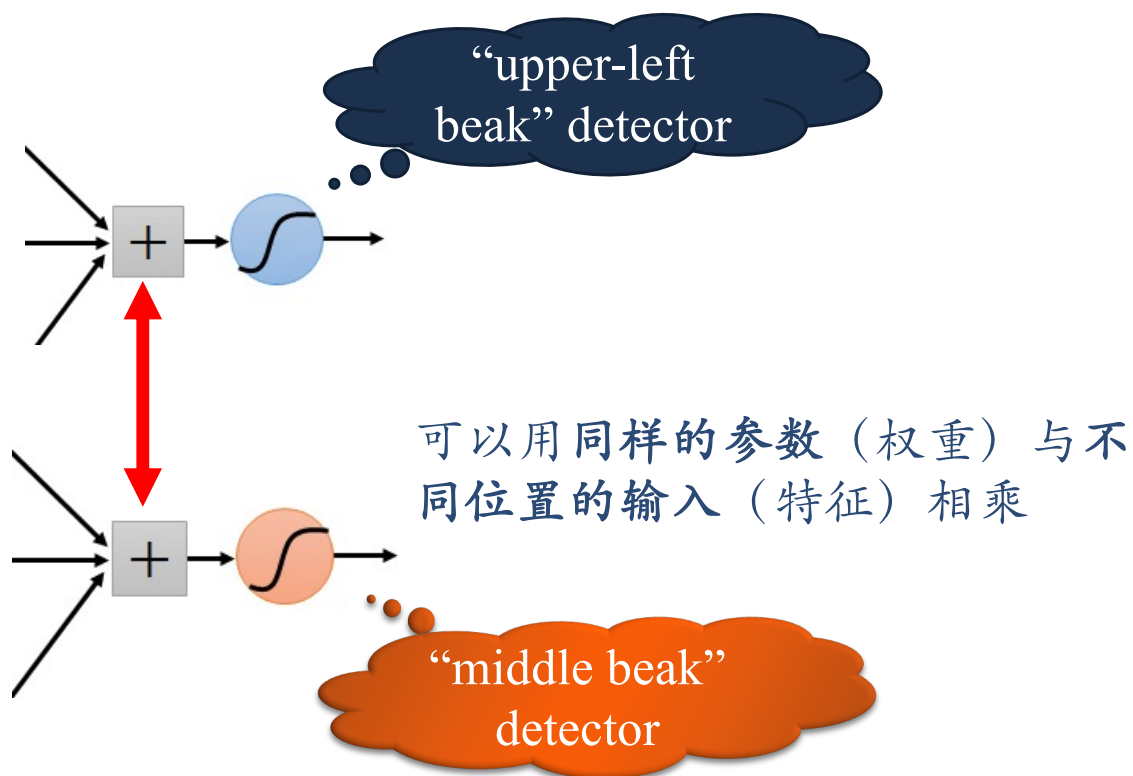 “upper-left
beak” detector
+
可以用同样的参数（权重）与不
同位置的输入（特征）相乘
+
“middle beak”
detector